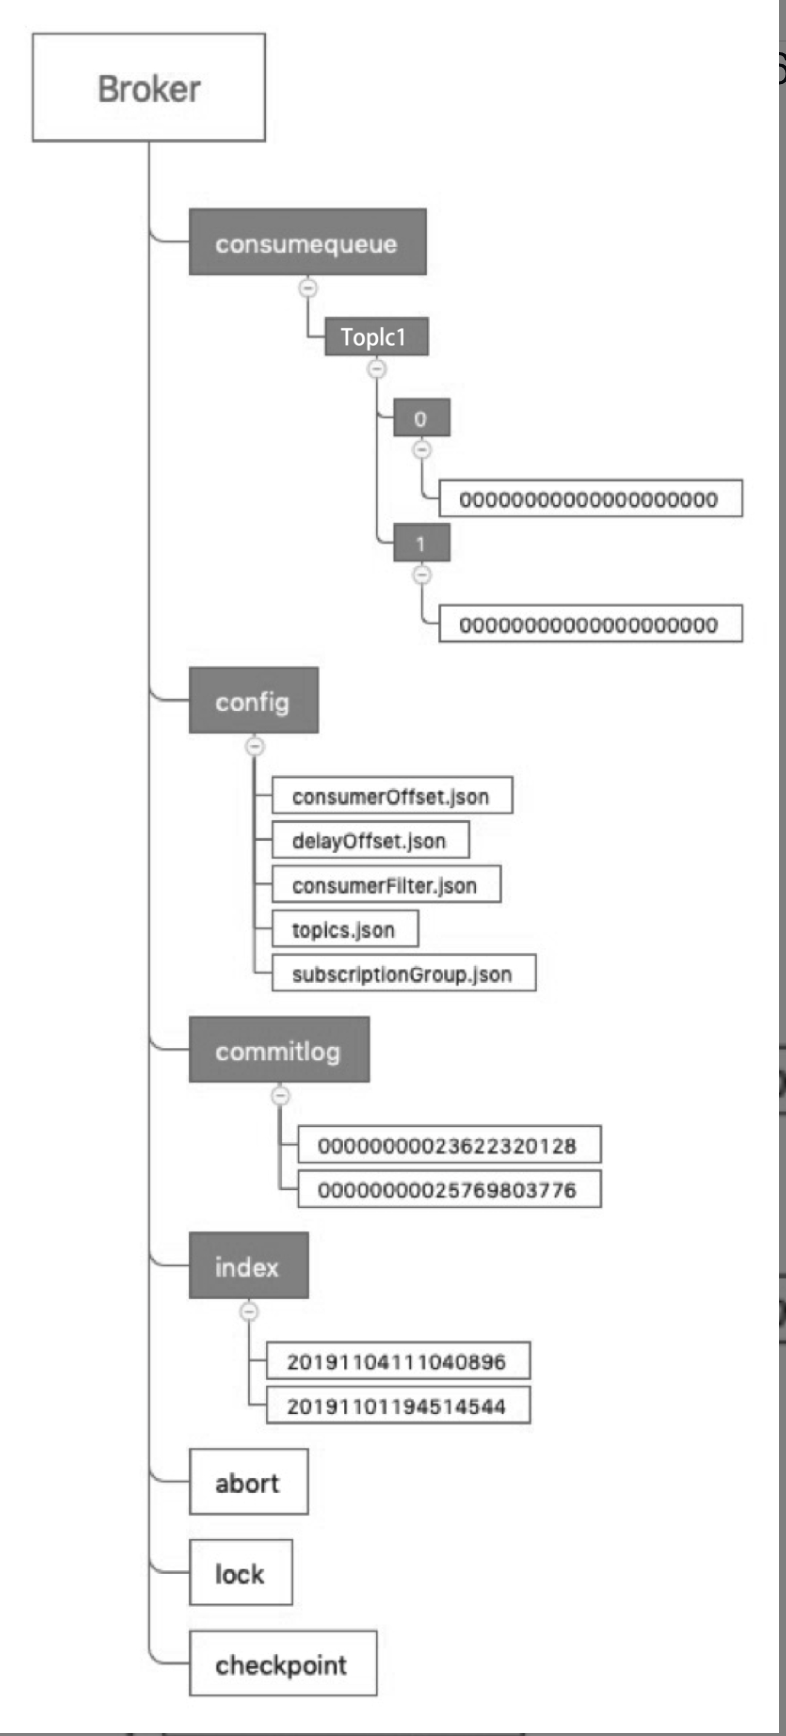 Broker
consumequeue
Toplc1
0
00000000000000000000
1
00000000000000000000
config
consumerOffset.json
delayOffset.json
consumerFilter.json
topics.json
subscriptionGroup.json
commitlog
00000000023622320128
00000000025769803776
index
20191104111040896
20191101194514544
abort
lock
checkpoint